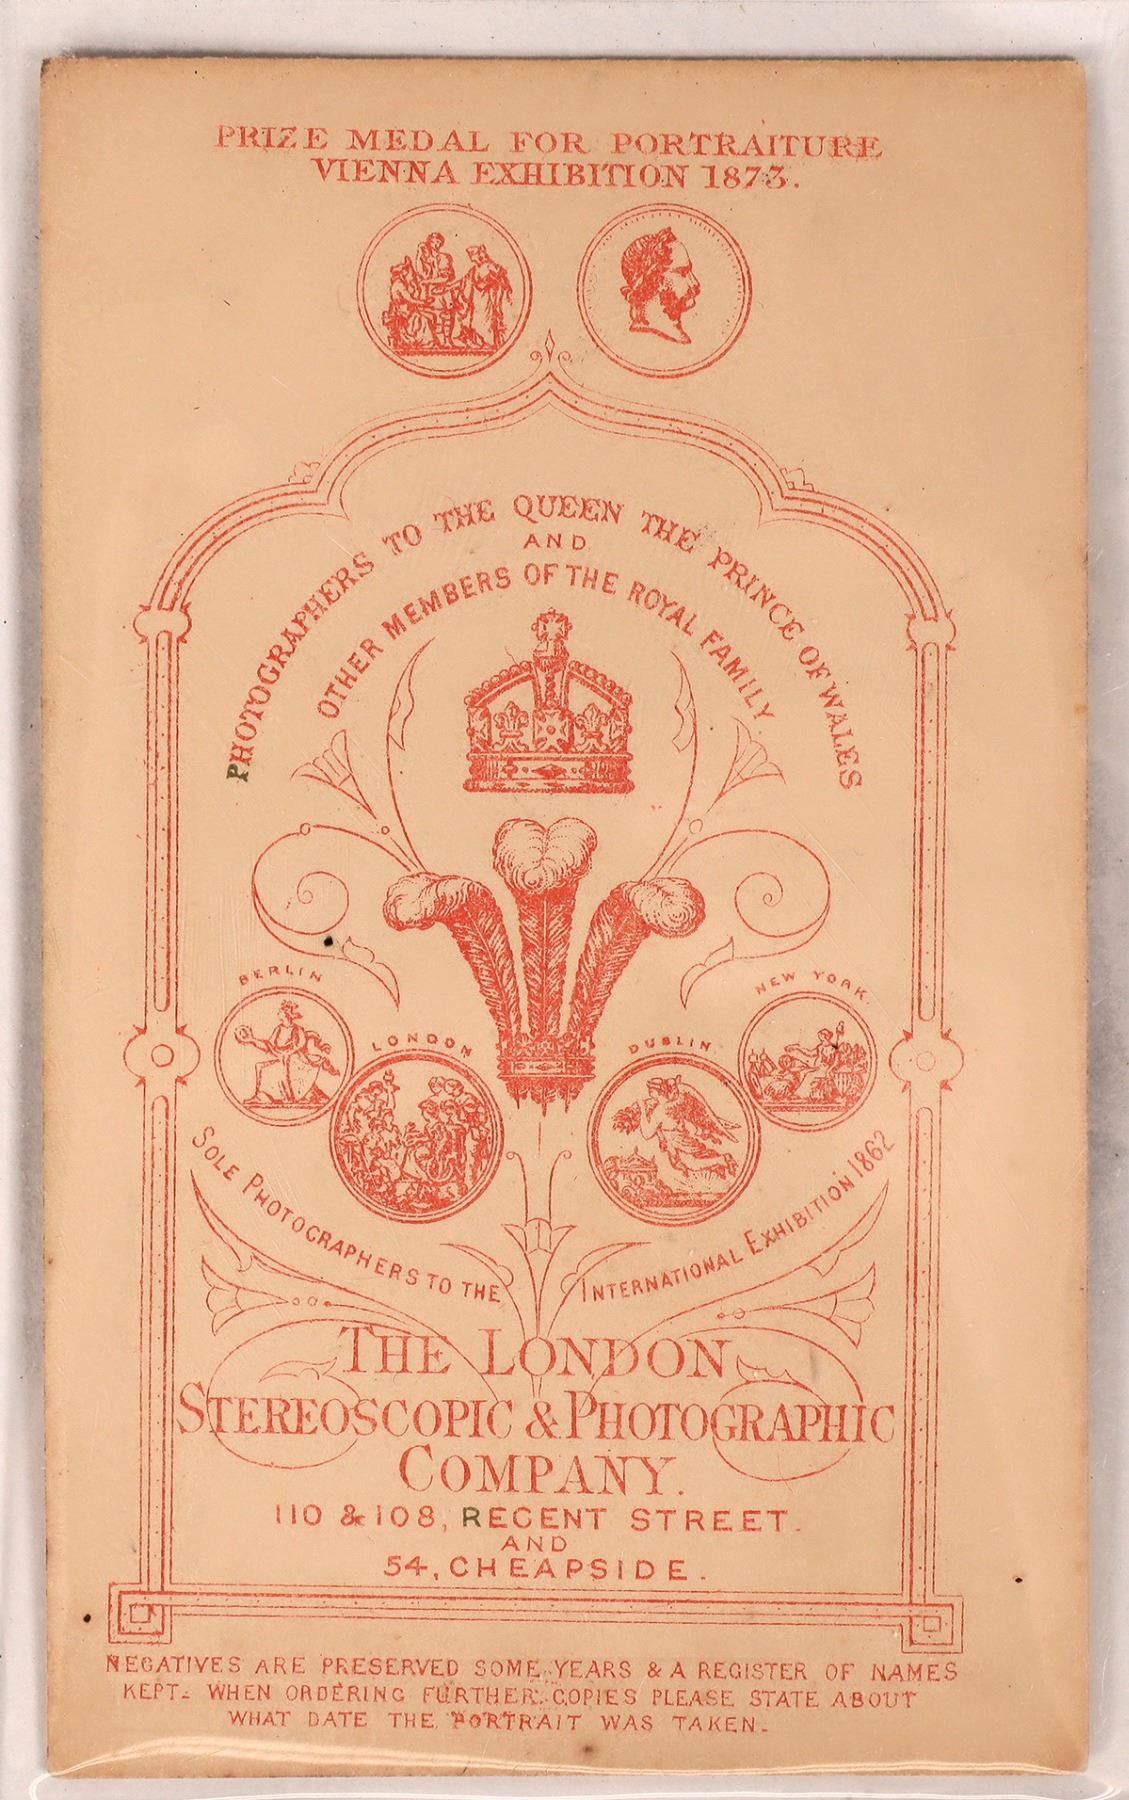 PRIZE MEDAL FOR PORTRAITURE
VIENNA EXHIBITION 1873.
PHOTOGRAPHERS TO THE QUEEN THE PRINCE OF WALES
AND
OTHER MEMBERS OF THE ROYAL FAMILY
BERLIN
LONDON
DUBLIN
NEW YORK.
SOLE PHOTOGRAPHERS TO THE INTERNATIONAL EXHIBITION 1862
THE LONDON
STEREOSCOPIC & PHOTOGRAPHIC
COMPANY.
110 & 108, REGENT STREET.
AND
54, CHEAPSIDE.
NEGATIVES ARE PRESERVED SOME YEARS & A REGISTER OF NAMES
KEPT. WHEN ORDERING FURTHER COPIES PLEASE STATE ABOUT
WHAT DATE THE PORTRAIT WAS TAKEN.